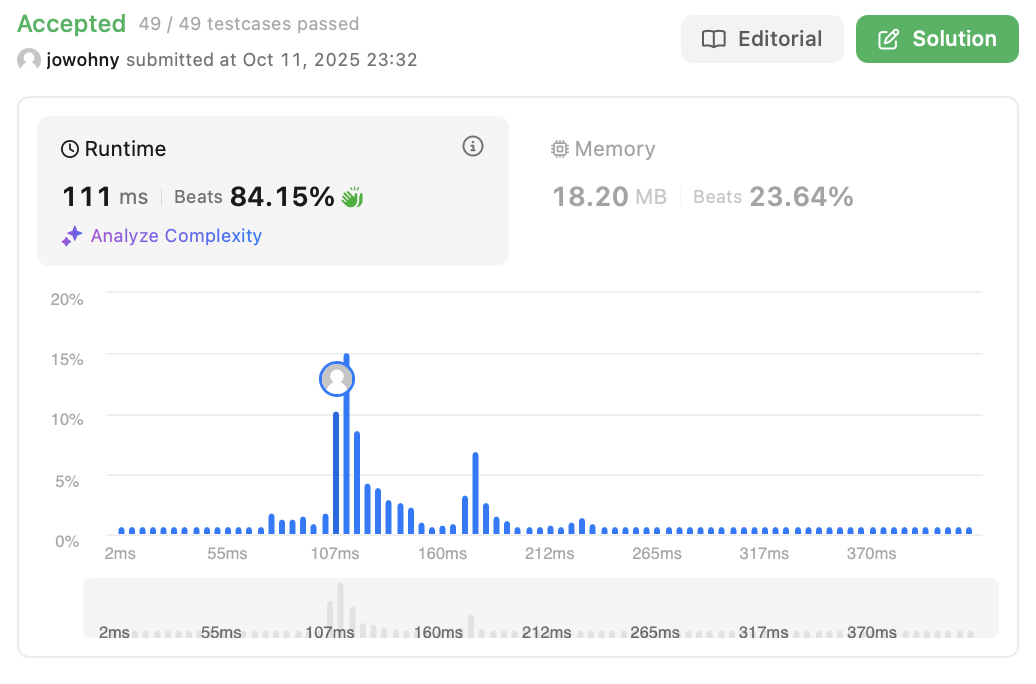 Accepted 49 / 49 testcases passed
jowohny submitted at Oct 11, 2025 23:32
Editorial
Solution
Runtime
111 ms Beats 84.15%
Analyze Complexity
Memory
18.20 MB Beats 23.64%
20%
15%
10%
5%
0%
2ms 55ms 107ms 160ms 212ms 265ms 317ms 370ms
2ms 55ms 107ms 160ms 212ms 265ms 317ms 370ms